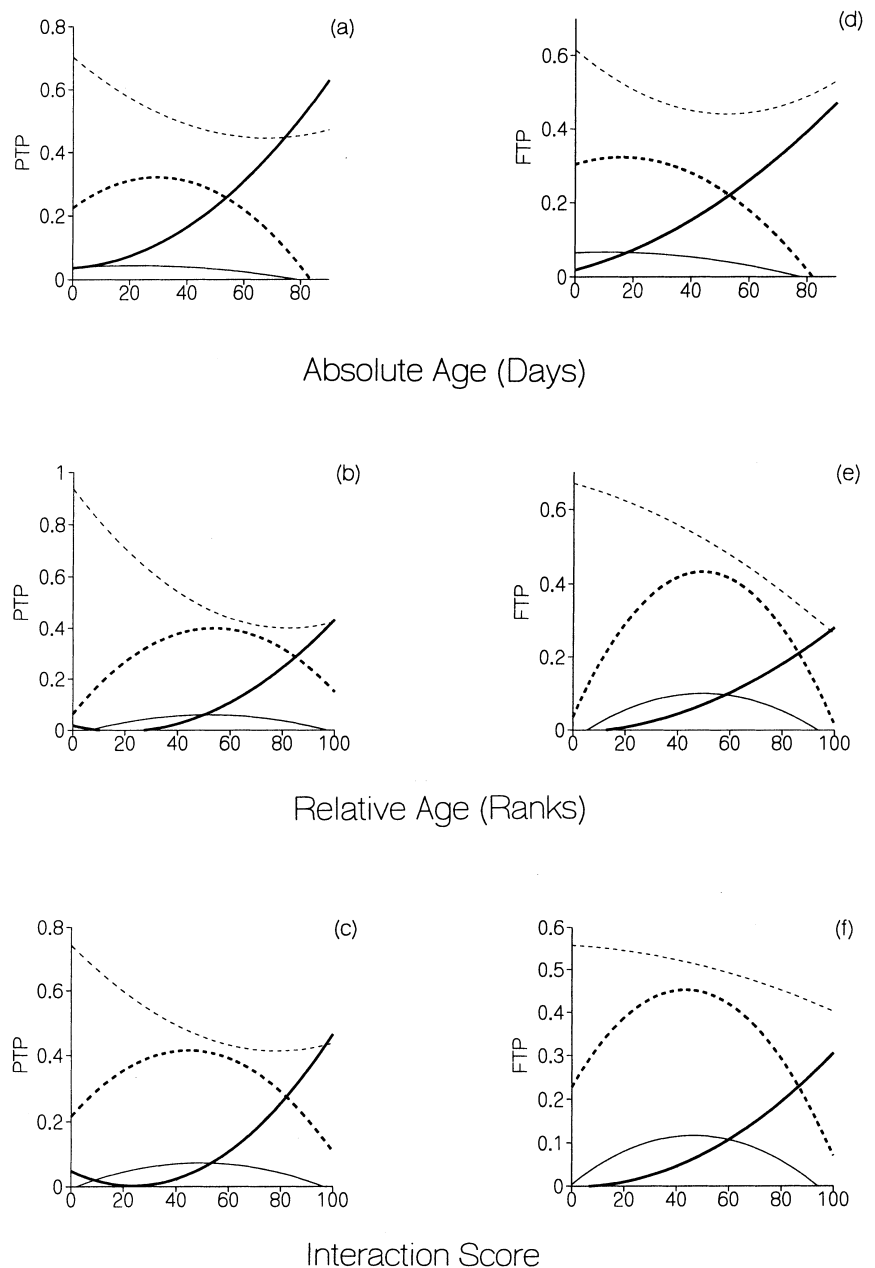 (a)
0.8
0.6
0.4
0.2
0
PTP
0 20 40 60 80
(d)
0.6
0.4
0.2
0
FTP
0 20 40 60 80
Absolute Age (Days)
(b)
1
0.8
0.6
0.4
0.2
0
PTP
0 20 40 60 80 100
(e)
0.6
0.4
0.2
0
FTP
0 20 40 60 80 100
Relative Age (Ranks)
(c)
0.8
0.6
0.4
0.2
0
PTP
0 20 40 60 80 100
(f)
0.6
0.5
0.4
0.3
0.2
0.1
0
FTP
0 20 40 60 80 100
Interaction Score